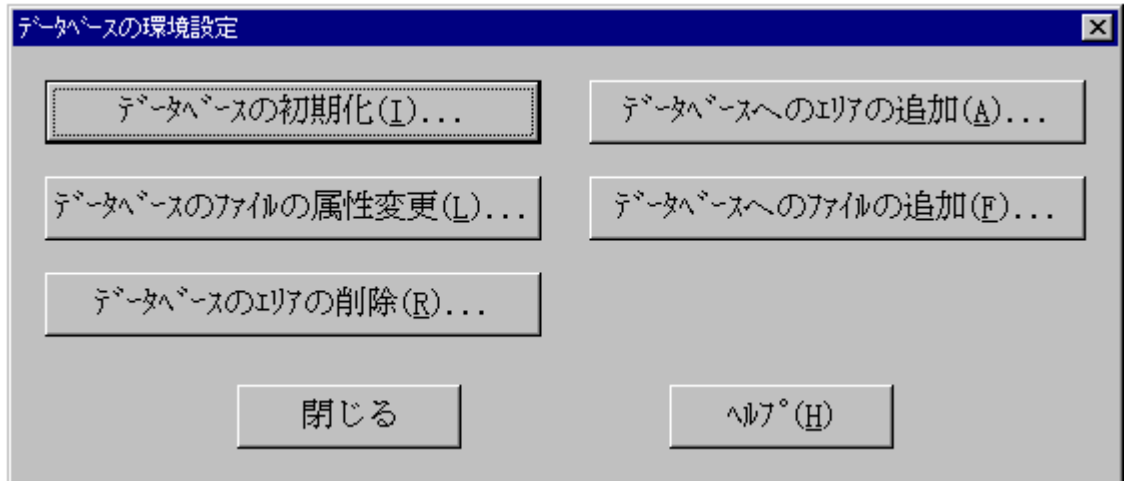 ﾃﾞｰﾀﾍﾞｰｽの環境設定
ﾃﾞｰﾀﾍﾞｰｽの初期化(I)...
ﾃﾞｰﾀﾍﾞｰｽへのｴﾘｱの追加(A)...
ﾃﾞｰﾀﾍﾞｰｽのﾌｧｲﾙの属性変更(L)...
ﾃﾞｰﾀﾍﾞｰｽへのﾌｧｲﾙの追加(F)...
ﾃﾞｰﾀﾍﾞｰｽのｴﾘｱの削除(R)...
閉じる
ﾍﾙﾌﾟ(H)